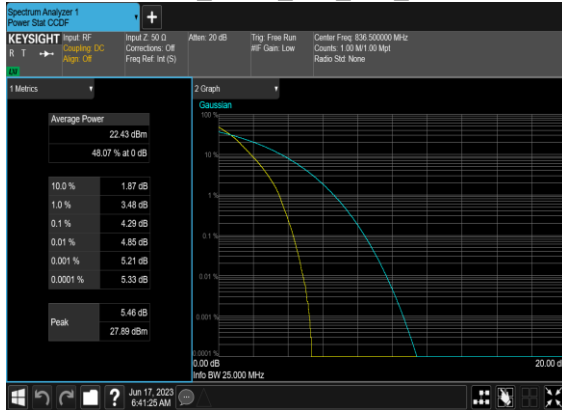 Spectrum Analyzer 1
Power Stat CCDF
+
KEYSIGHT
R T
LXI
Input: RF
Coupling: DC
Align: Off
Input Z: 50 Ω
Corrections: Off
Freq Ref: Int (S)
Atten: 20 dB
Trig: Free Run
#IF Gain: Low
Center Freq: 836.500000 MHz
Counts: 1.00 M/1.00 Mpt
Radio Std: None
1 Metrics
Average Power
22.43 dBm
48.07 % at 0 dB
10.0 % 1.87 dB
1.0 % 3.48 dB
0.1 % 4.29 dB
0.01 % 4.85 dB
0.001 % 5.21 dB
0.0001 % 5.33 dB
Peak
5.46 dB
27.89 dBm
2 Graph
Gaussian
100 %
10 %
1 %
0.1 %
0.01 %
0.001 %
0.0001 %
0.00 dB
20.00 dB
Info BW 25.000 MHz
?
Jun 17, 2023
6:41:25 AM